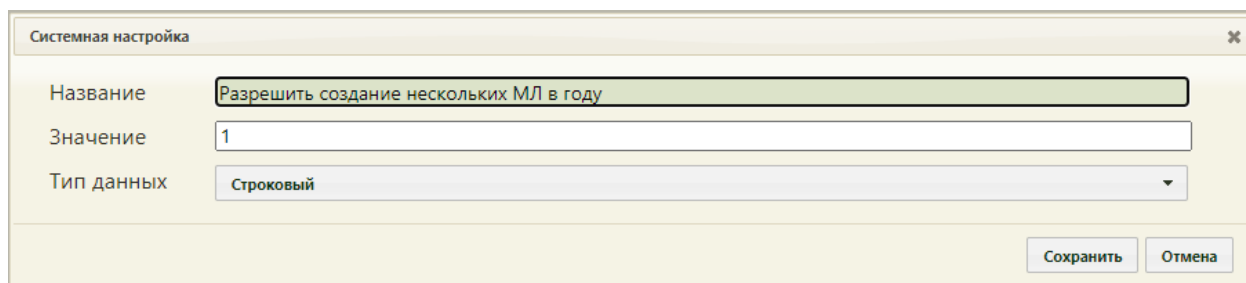 Системная настройка
Название Разрешить создание нескольких МЛ в году
Значение 1
Тип данных Строковый
Сохранить Отмена